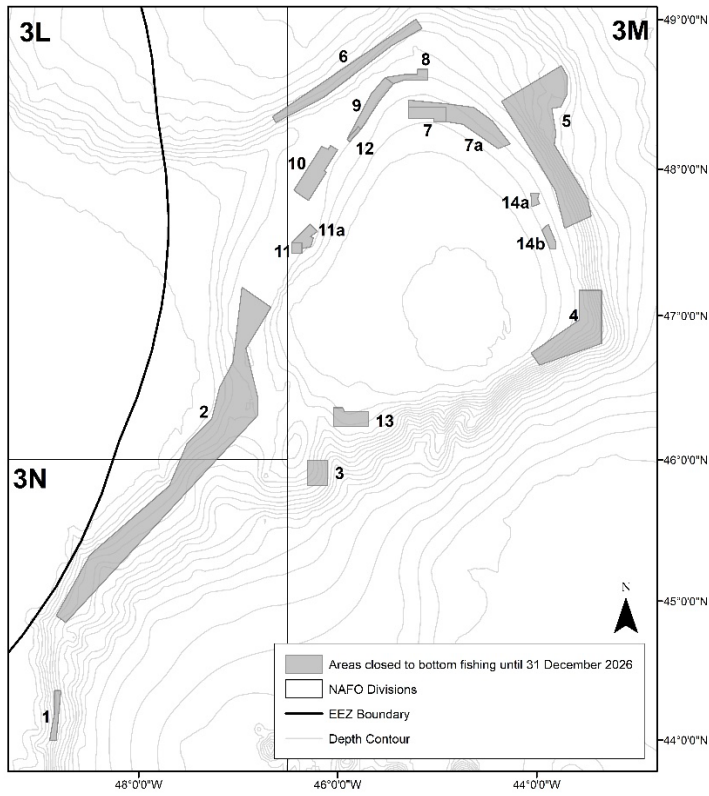 3L
3M
49°0'0"N
6
8
9
7
7a
5
12
10
48°0'0"N
14a
11a
14b
11
47°0'0"N
4
2
13
3N
46°0'0"N
3
45°0'0"N
N
Areas closed to bottom fishing until 31 December 2026
NAFO Divisions
1
EEZ Boundary
Depth Contour
44°0'0"N
48°0'0"W
46°0'0"W
44°0'0"W